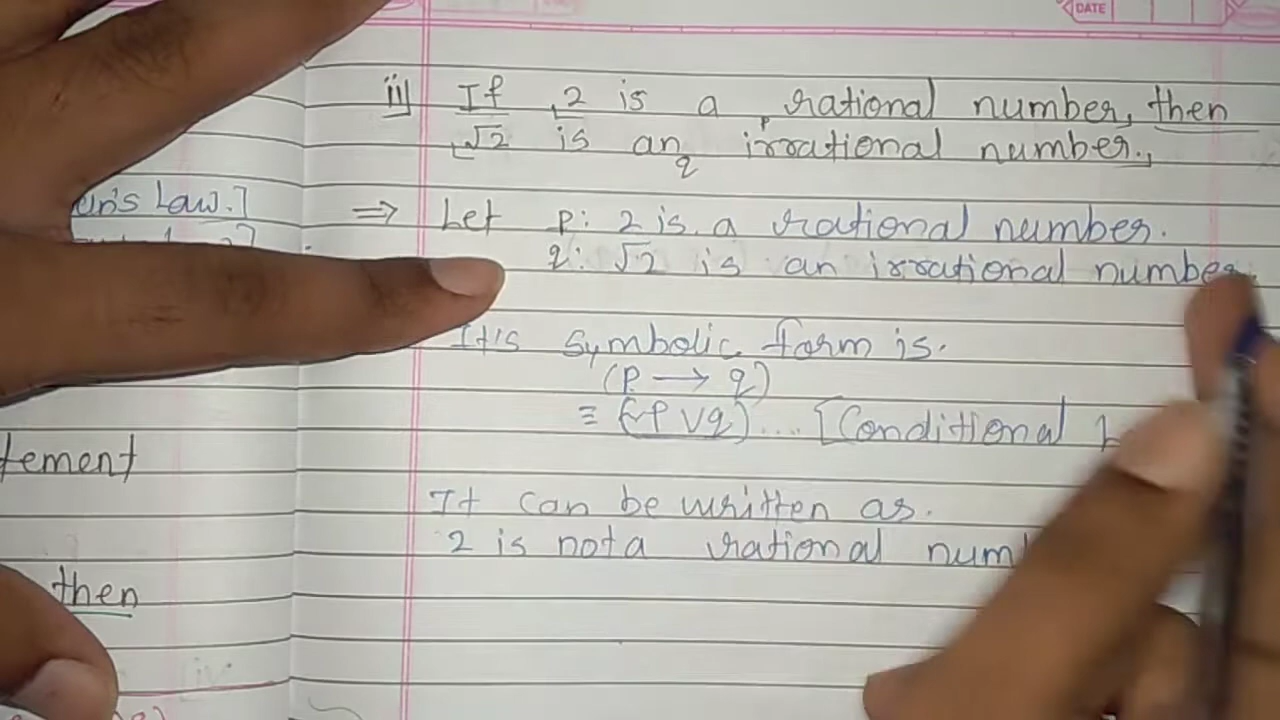 DATE
ii] If 2 is a rational number, then
p
√2 is an irrational number.,
q
Law.]
⇒ Let p: 2 is a rational number.
q: √2 is an irrational number.
It's symbolic form is.
(p → q)
≡ (~p ∨ q).... [Conditional
tement
It can be written as.
2 is not a rational num
then